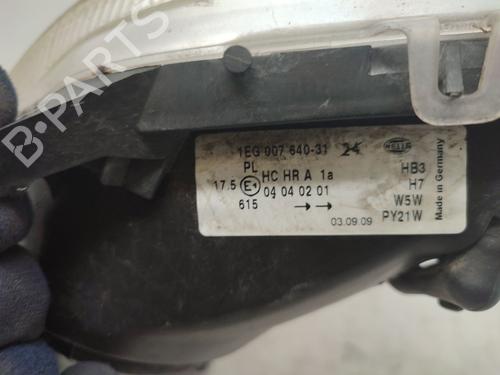 B-PARTS
1EG 007 640-31 24 HELLA
PL HC HR A 1a HB3
17.5 E1 04 04 02 01 H7
615 →→ W5W
03.09.09 PY21W
Made in Germany